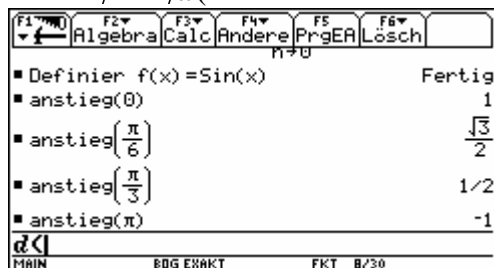 F1 F2 F3 F4 F5 F6
Algebra Calc Andere PrgEA Lösch
h→0
■ Definier f(x)=Sin(x) Fertig
■ anstieg(0) 1
■ anstieg(π/6) √3/2
■ anstieg(π/3) 1/2
■ anstieg(π) -1
d(
MAIN BOG EXAKT FKT 8/30